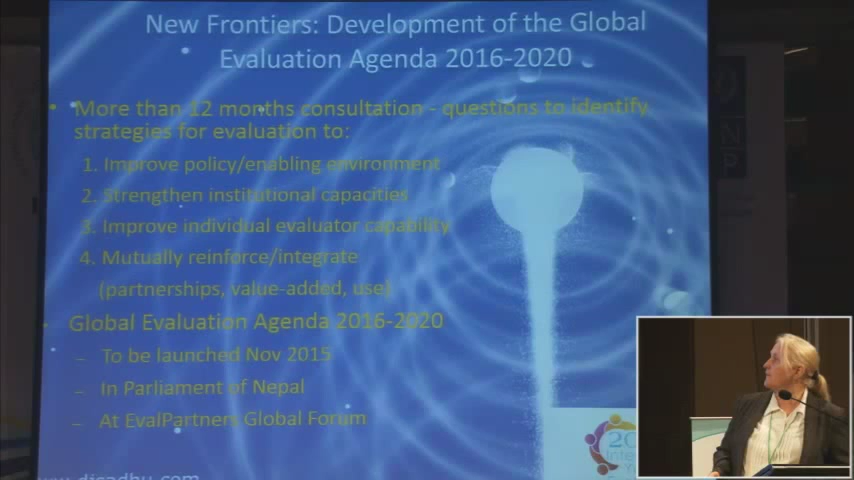 New Frontiers: Development of the Global
Evaluation Agenda 2016-2020
More than 12 months consultation - questions to identify
strategies for evaluation to:
1. Improve policy/enabling environment
2. Strengthen institutional capacities
3. Improve individual evaluator capability
4. Mutually reinforce/integrate
(partnerships, value-added, use)
Global Evaluation Agenda 2016-2020
– To be launched Nov 2015
– In Parliament of Nepal
– At EvalPartners Global Forum